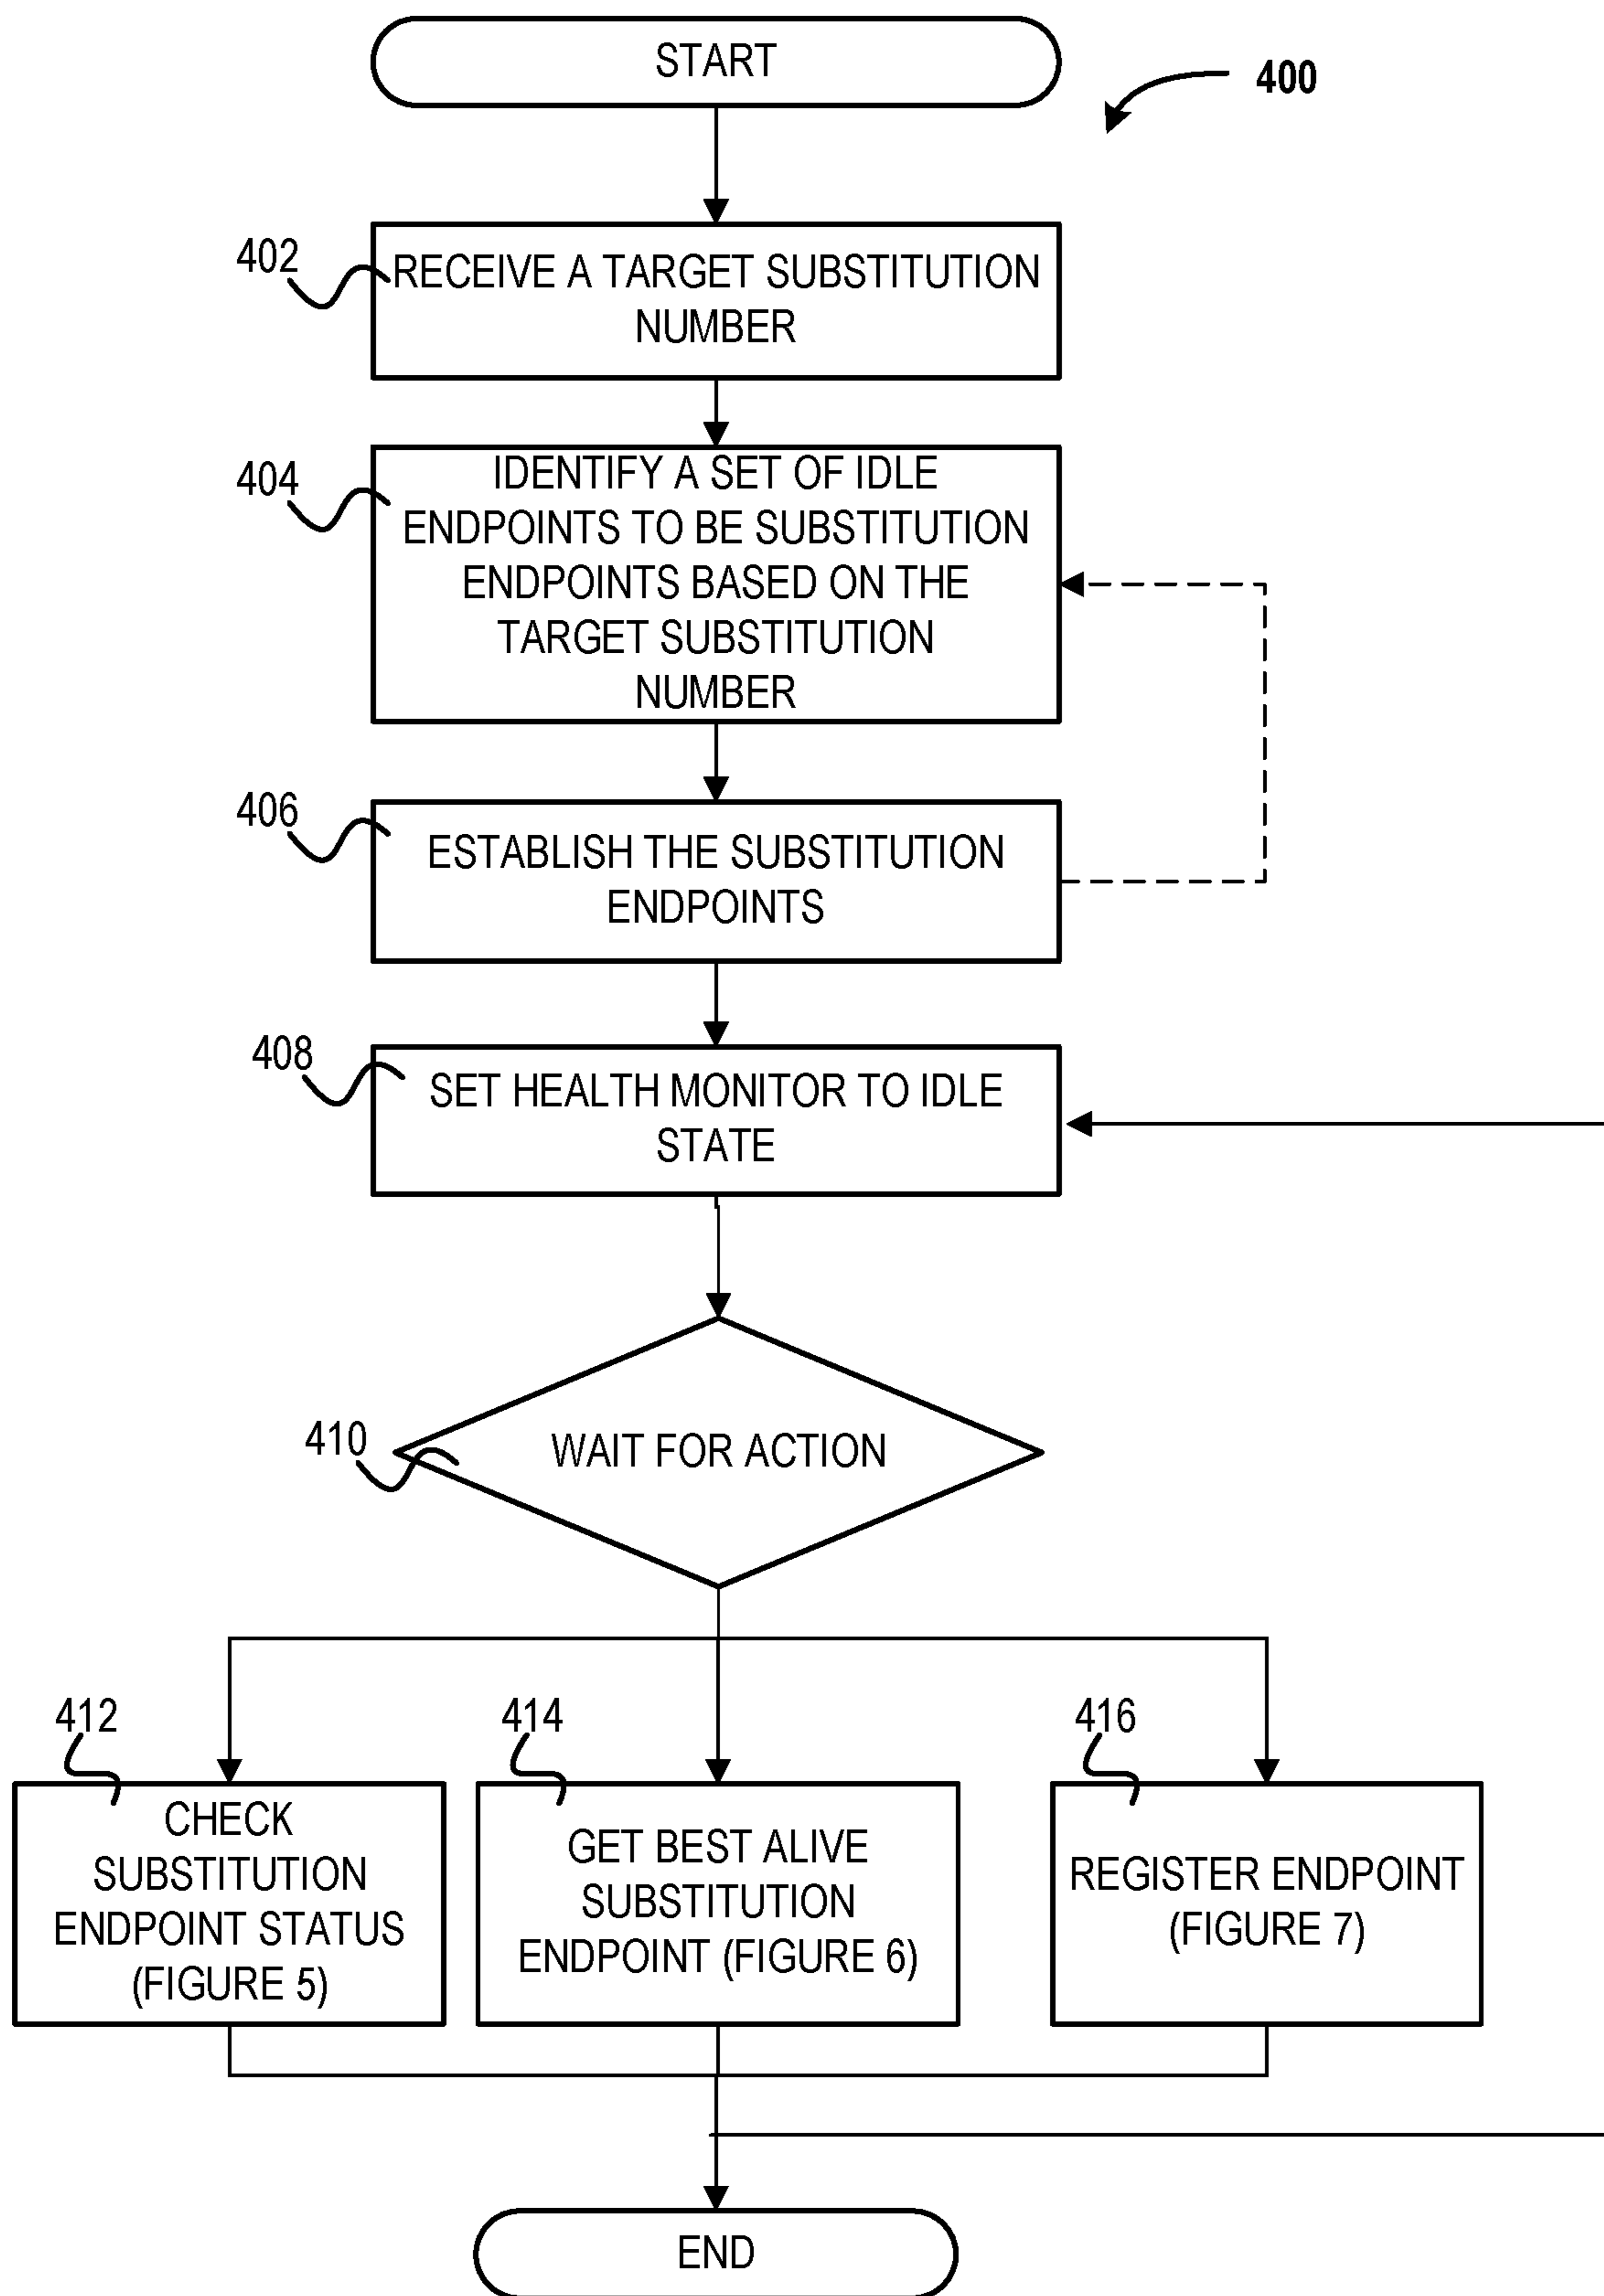 START
400
402
RECEIVE A TARGET SUBSTITUTION
NUMBER
404
IDENTIFY A SET OF IDLE
ENDPOINTS TO BE SUBSTITUTION
ENDPOINTS BASED ON THE
TARGET SUBSTITUTION
NUMBER
406
ESTABLISH THE SUBSTITUTION
ENDPOINTS
408
SET HEALTH MONITOR TO IDLE
STATE
410
WAIT FOR ACTION
412
CHECK
SUBSTITUTION
ENDPOINT STATUS
(FIGURE 5)
414
GET BEST ALIVE
SUBSTITUTION
ENDPOINT (FIGURE 6)
416
REGISTER ENDPOINT
(FIGURE 7)
END